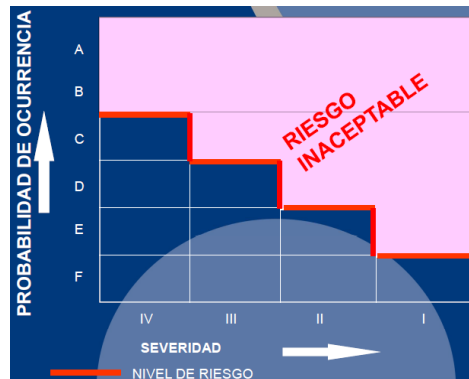 PROBABILIDAD DE OCURRENCIA
A
B
C
D
E
F
RIESGO
INACEPTABLE
IV III II I
SEVERIDAD
NIVEL DE RIESGO